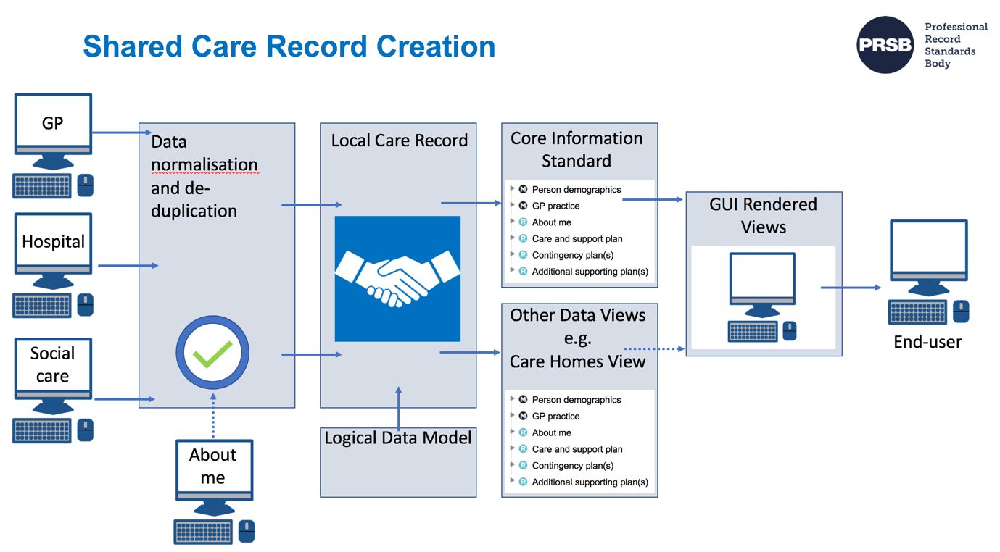 Shared Care Record Creation
PRSB
Professional
Record
Standards
Body
GP
Hospital
Social
care
About
me
Data
normalisation
and de-
duplication
Local Care Record
Logical Data Model
Core Information
Standard
M Person demographics
M GP practice
R About me
R Care and support plan
R Contingency plan(s)
R Additional supporting plan(s)
Other Data Views
e.g.
Care Homes View
M Person demographics
M GP practice
R About me
R Care and support plan
R Contingency plan(s)
R Additional supporting plan(s)
GUI Rendered
Views
End-user